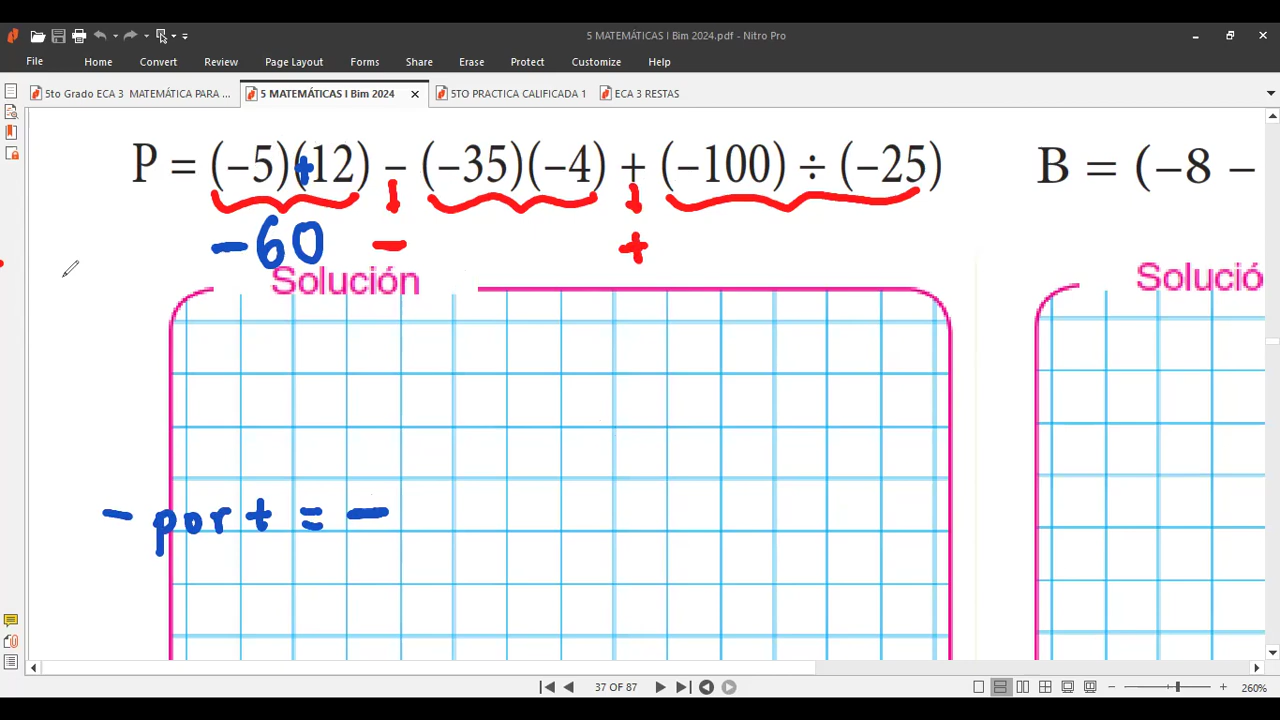 5 MATEMÁTICAS I Bim 2024.pdf - Nitro Pro
File Home Convert Review Page Layout Forms Share Erase Protect Customize Help
5to Grado ECA 3 MATEMÁTICA PARA ... 5 MATEMÁTICAS I Bim 2024 5TO PRACTICA CALIFICADA 1 ECA 3 RESTAS
P = (−5)(+12) − (−35)(−4) + (−100) ÷ (−25) B = (−8 −
−60 − +
Solución Solució
− por + = −
37 OF 87 260%